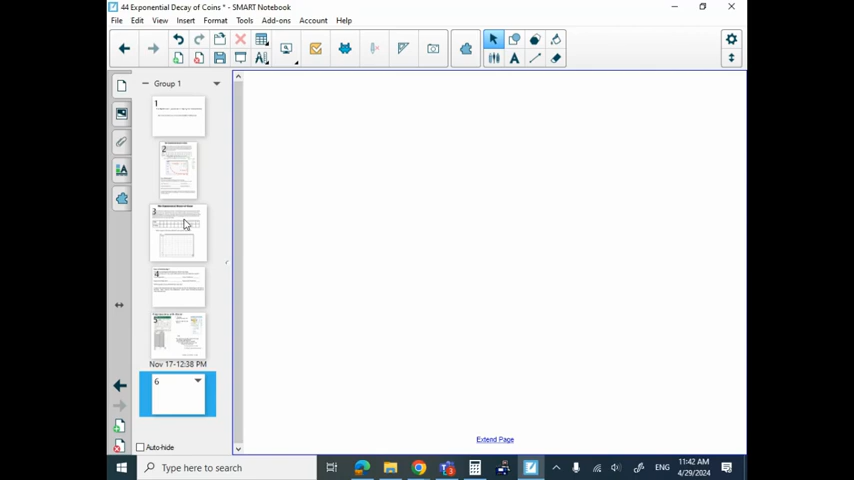 44 Exponential Decay of Coins * - SMART Notebook
File Edit View Insert Format Tools Add-ons Account Help
Group 1
1
2
3
4
5
Nov 17-12:38 PM
6
Extend Page
Auto-hide
Type here to search
ENG
11:42 AM
4/29/2024